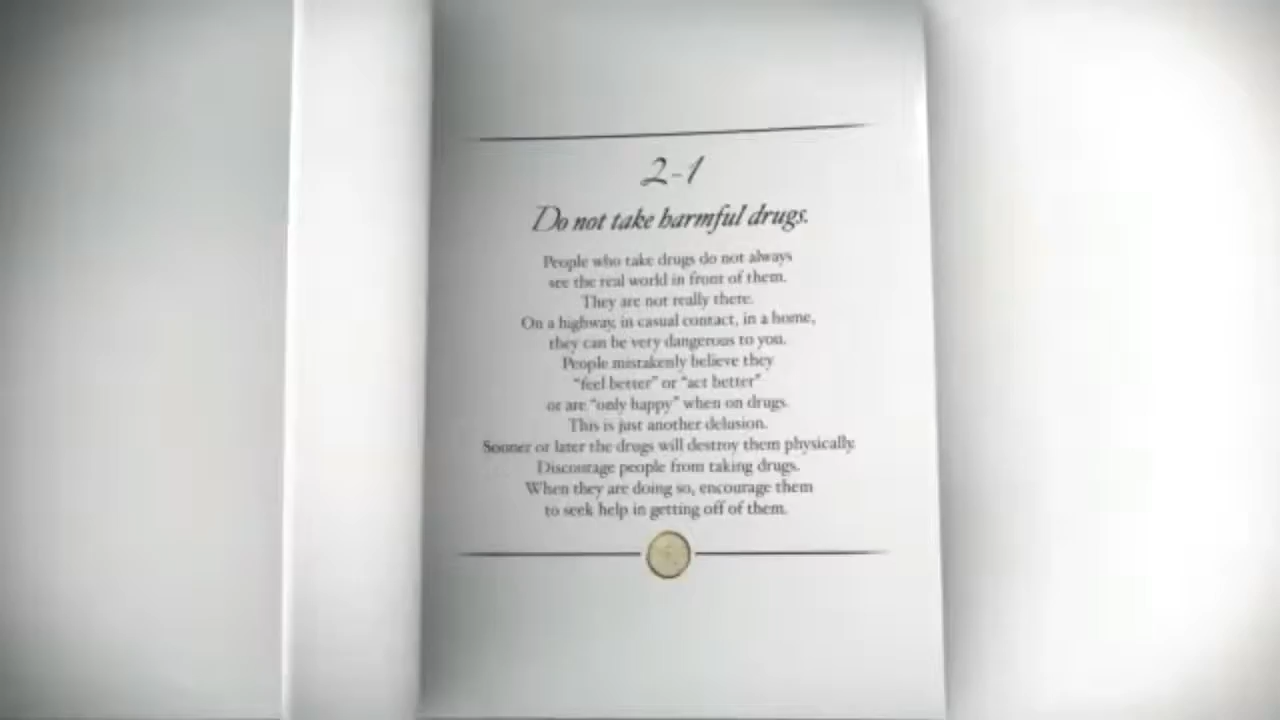 2-1
Do not take harmful drugs.
People who take drugs do not always
see the real world in front of them.
They are not really there.
On a highway, in casual contact, in a home,
they can be very dangerous to you.
People mistakenly believe they
"feel better" or "act better"
or are "only happy" when on drugs.
This is just another delusion.
Sooner or later the drugs will destroy them physically.
Discourage people from taking drugs.
When they are doing so, encourage them
to seek help in getting off of them.